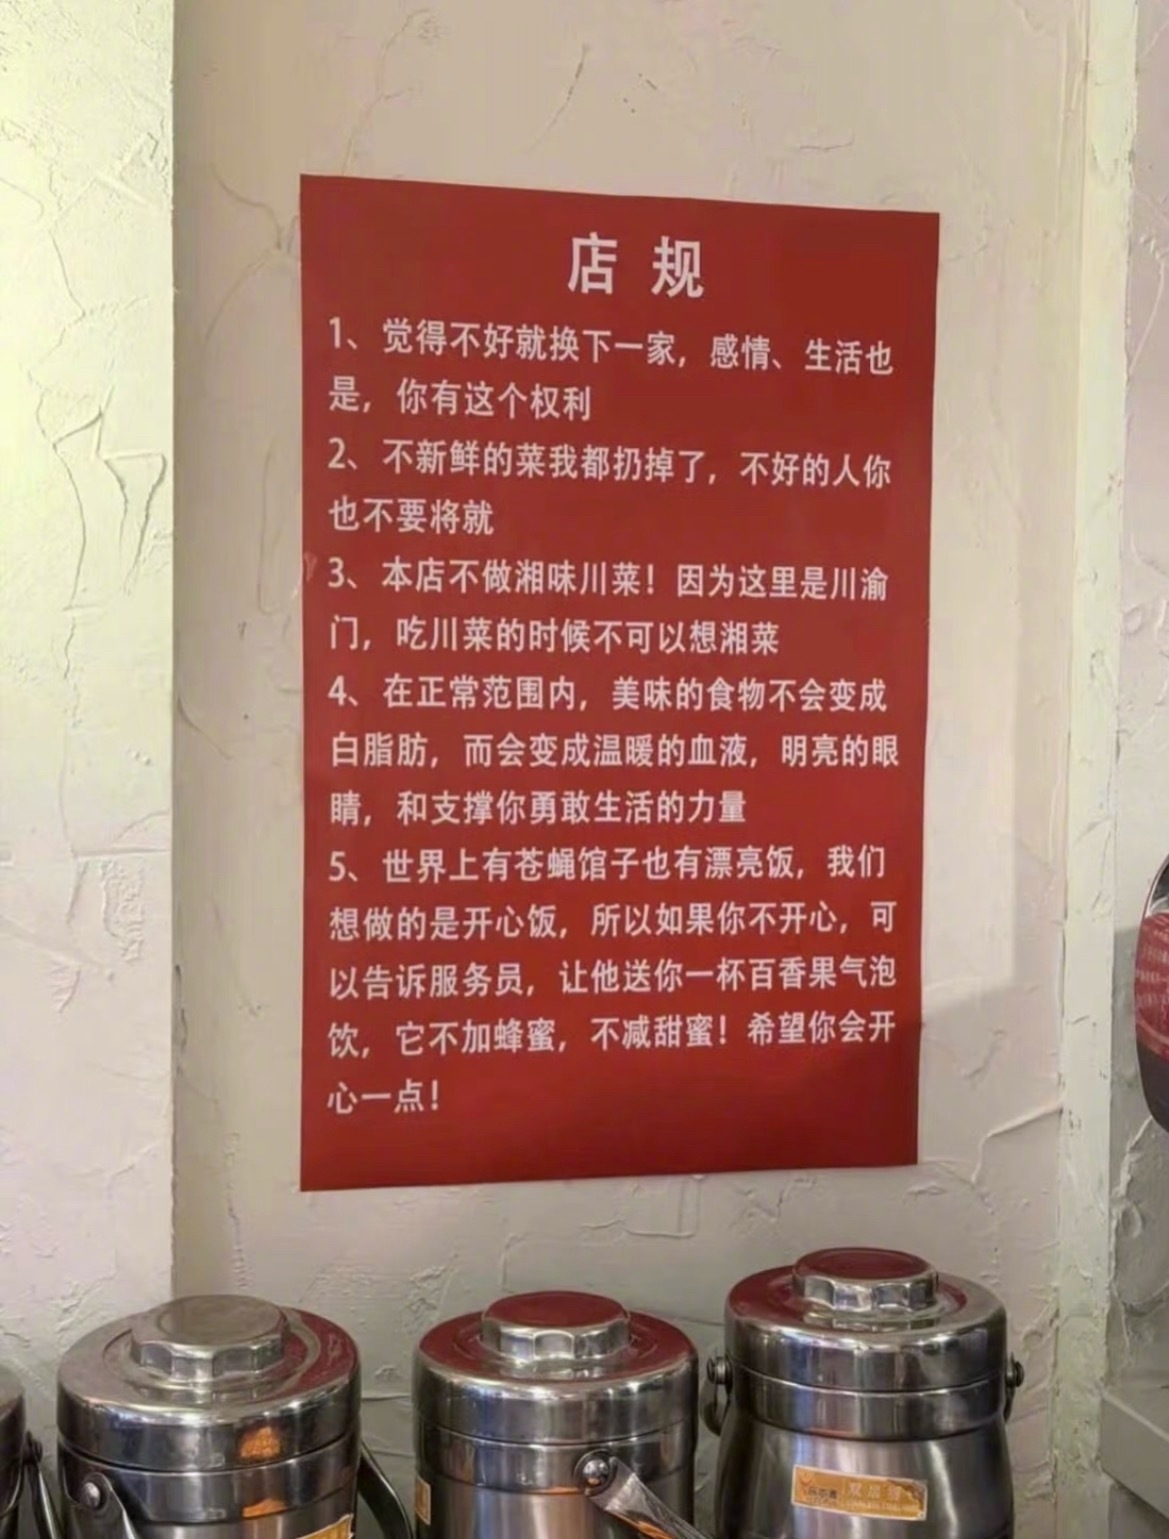 店 规
1、觉得不好就换下一家，感情、生活也
是，你有这个权利
2、不新鲜的菜我都扔掉了，不好的人你
也不要将就
3、本店不做湘味川菜！因为这里是川渝
门，吃川菜的时候不可以想湘菜
4、在正常范围内，美味的食物不会变成
白脂肪，而会变成温暖的血液，明亮的眼
睛，和支撑你勇敢生活的力量
5、世界上有苍蝇馆子也有漂亮饭，我们
想做的是开心饭，所以如果你不开心，可
以告诉服务员，让他送你一杯百香果气泡
饮，它不加蜂蜜，不减甜蜜！希望你会开
心一点！